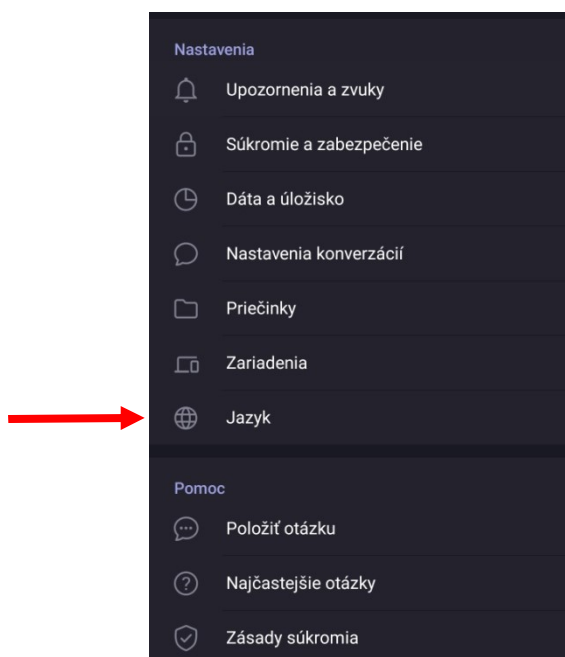 Nastavenia
Upozornenia a zvuky
Súkromie a zabezpečenie
Dáta a úložisko
Nastavenia konverzácií
Priečinky
Zariadenia
Jazyk
Pomoc
Položiť otázku
Najčastejšie otázky
Zásady súkromia